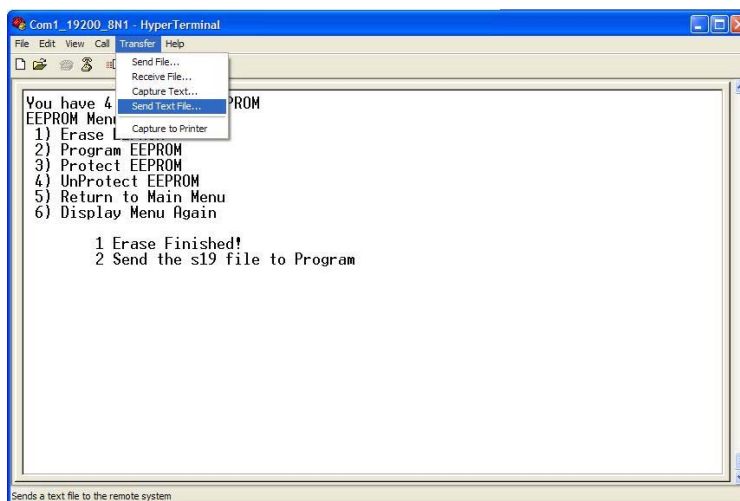 Com1_19200_8N1 - HyperTerminal
File Edit View Call Transfer Help
Send File...
Receive File...
Capture Text...
Send Text File...
Capture to Printer
You have 4 PROM
EEPROM Men
1) Erase
2) Program EEPROM
3) Protect EEPROM
4) UnProtect EEPROM
5) Return to Main Menu
6) Display Menu Again
1 Erase Finished!
2 Send the s19 file to Program
Sends a text file to the remote system